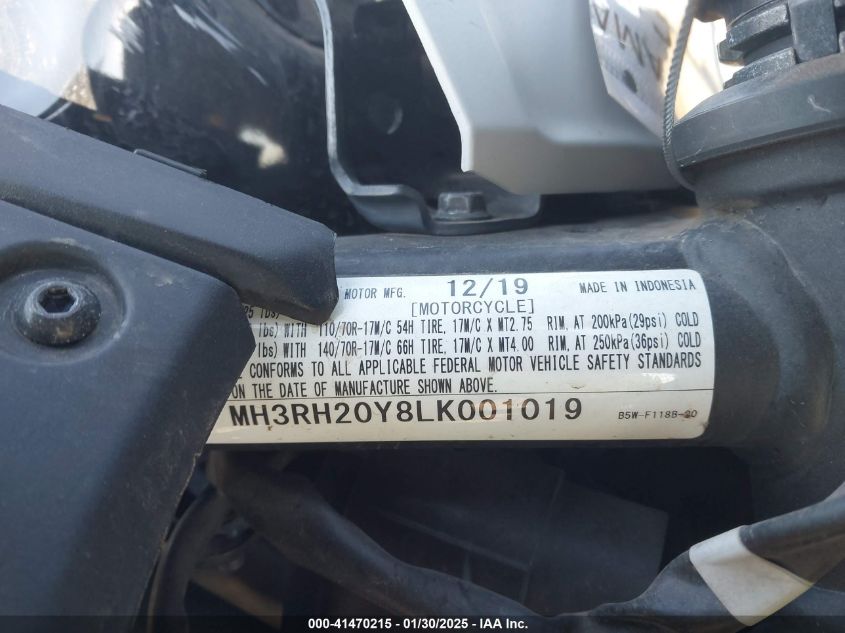 MOTOR MFG. 12/19 MADE IN INDONESIA
[MOTORCYCLE]
lbs) WITH 110/70R-17M/C 54H TIRE, 17M/C X MT2.75 RIM, AT 200kPa(29psi) COLD
lbs) WITH 140/70R-17M/C 66H TIRE, 17M/C X MT4.00 RIM, AT 250kPa(36psi) COLD
CONFORMS TO ALL APPLICABLE FEDERAL MOTOR VEHICLE SAFETY STANDARDS
ON THE DATE OF MANUFACTURE SHOWN ABOVE.
MH3RH20Y8LK001019 B5W-F118B-20
000-41470215 - 01/30/2025 - IAA Inc.